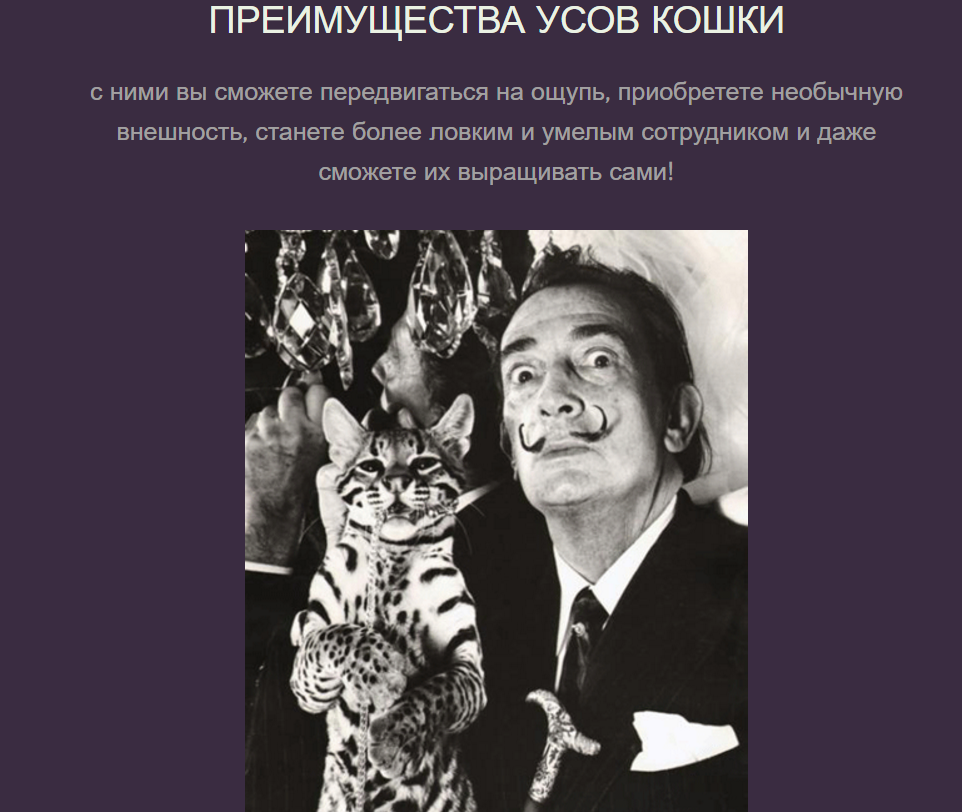 ПРЕИМУЩЕСТВА УСОВ КОШКИ
с ними вы сможете передвигаться на ощупь, приобретете необычную
внешность, станете более ловким и умелым сотрудником и даже
сможете их выращивать сами!